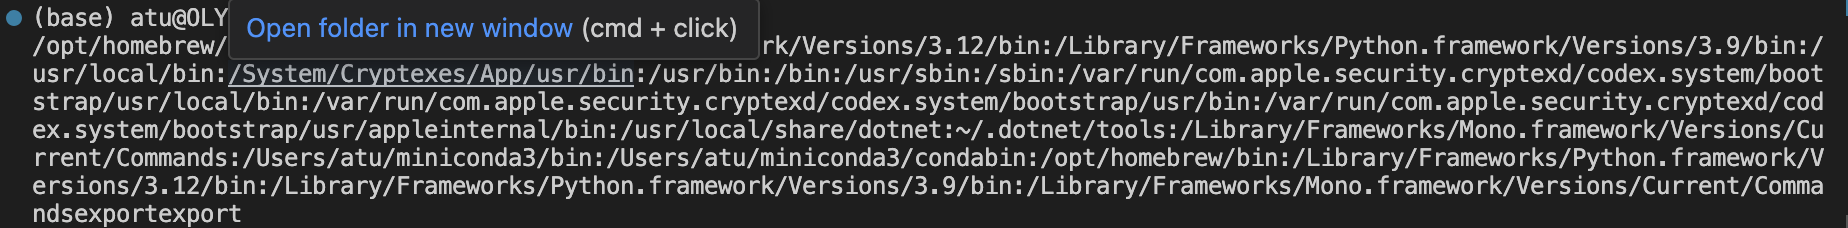 (base) atu@OLY
Open folder in new window (cmd + click)
/opt/homebrew/ rk/Versions/3.12/bin:/Library/Frameworks/Python.framework/Versions/3.9/bin:/
usr/local/bin:/System/Cryptexes/App/usr/bin:/usr/bin:/bin:/usr/sbin:/sbin:/var/run/com.apple.security.cryptexd/codex.system/boot
strap/usr/local/bin:/var/run/com.apple.security.cryptexd/codex.system/bootstrap/usr/bin:/var/run/com.apple.security.cryptexd/cod
ex.system/bootstrap/usr/appleinternal/bin:/usr/local/share/dotnet:~/.dotnet/tools:/Library/Frameworks/Mono.framework/Versions/Cu
rrent/Commands:/Users/atu/miniconda3/bin:/Users/atu/miniconda3/condabin:/opt/homebrew/bin:/Library/Frameworks/Python.framework/V
ersions/3.12/bin:/Library/Frameworks/Python.framework/Versions/3.9/bin:/Library/Frameworks/Mono.framework/Versions/Current/Comma
ndsexportexport